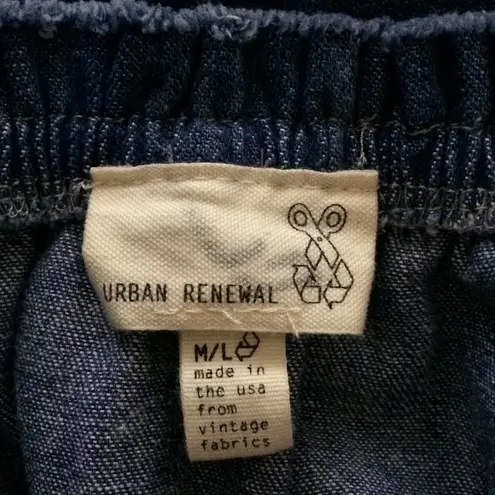 URBAN RENEWAL
M/L
made in
the usa
from
vintage
fabrics